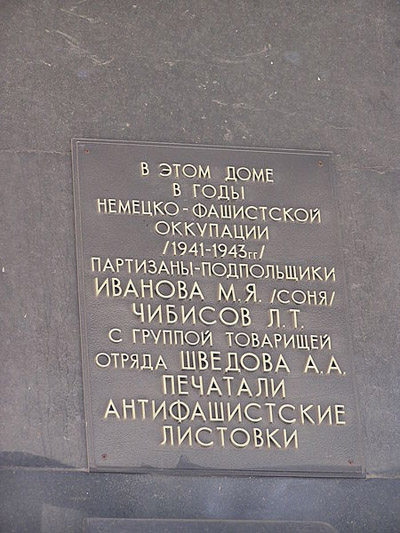 В ЭТОМ ДОМЕ
В ГОДЫ
НЕМЕЦКО-ФАШИСТСКОЙ
ОККУПАЦИИ
/1941-1943гг/
ПАРТИЗАНЫ-ПОДПОЛЬЩИКИ
ИВАНОВА М.Я. /СОНЯ/
ЧИБИСОВ Л.Т.
С ГРУППОЙ ТОВАРИЩЕЙ
ОТРЯДА ШВЕДОВА А.А.
ПЕЧАТАЛИ
АНТИФАШИСТСКИЕ
ЛИСТОВКИ